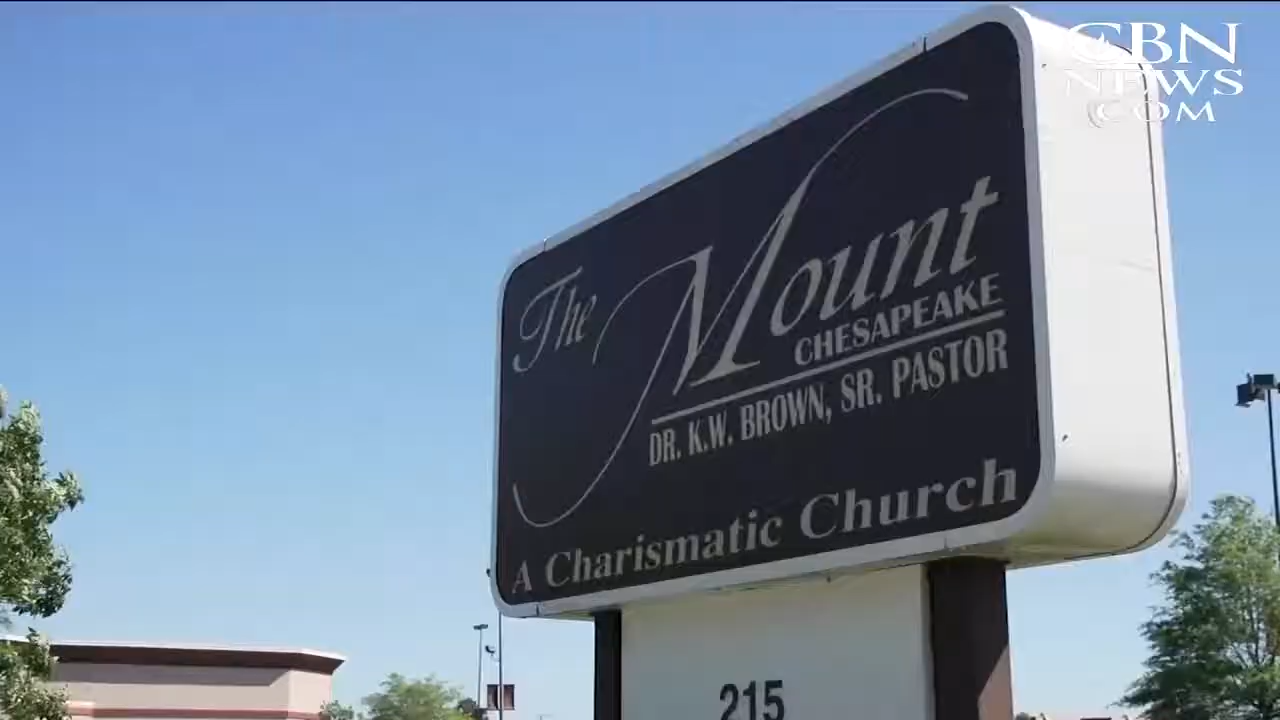 CBN
NEWS
COM
The Mount
CHESAPEAKE
DR. K.W. BROWN, SR. PASTOR
A Charismatic Church
215